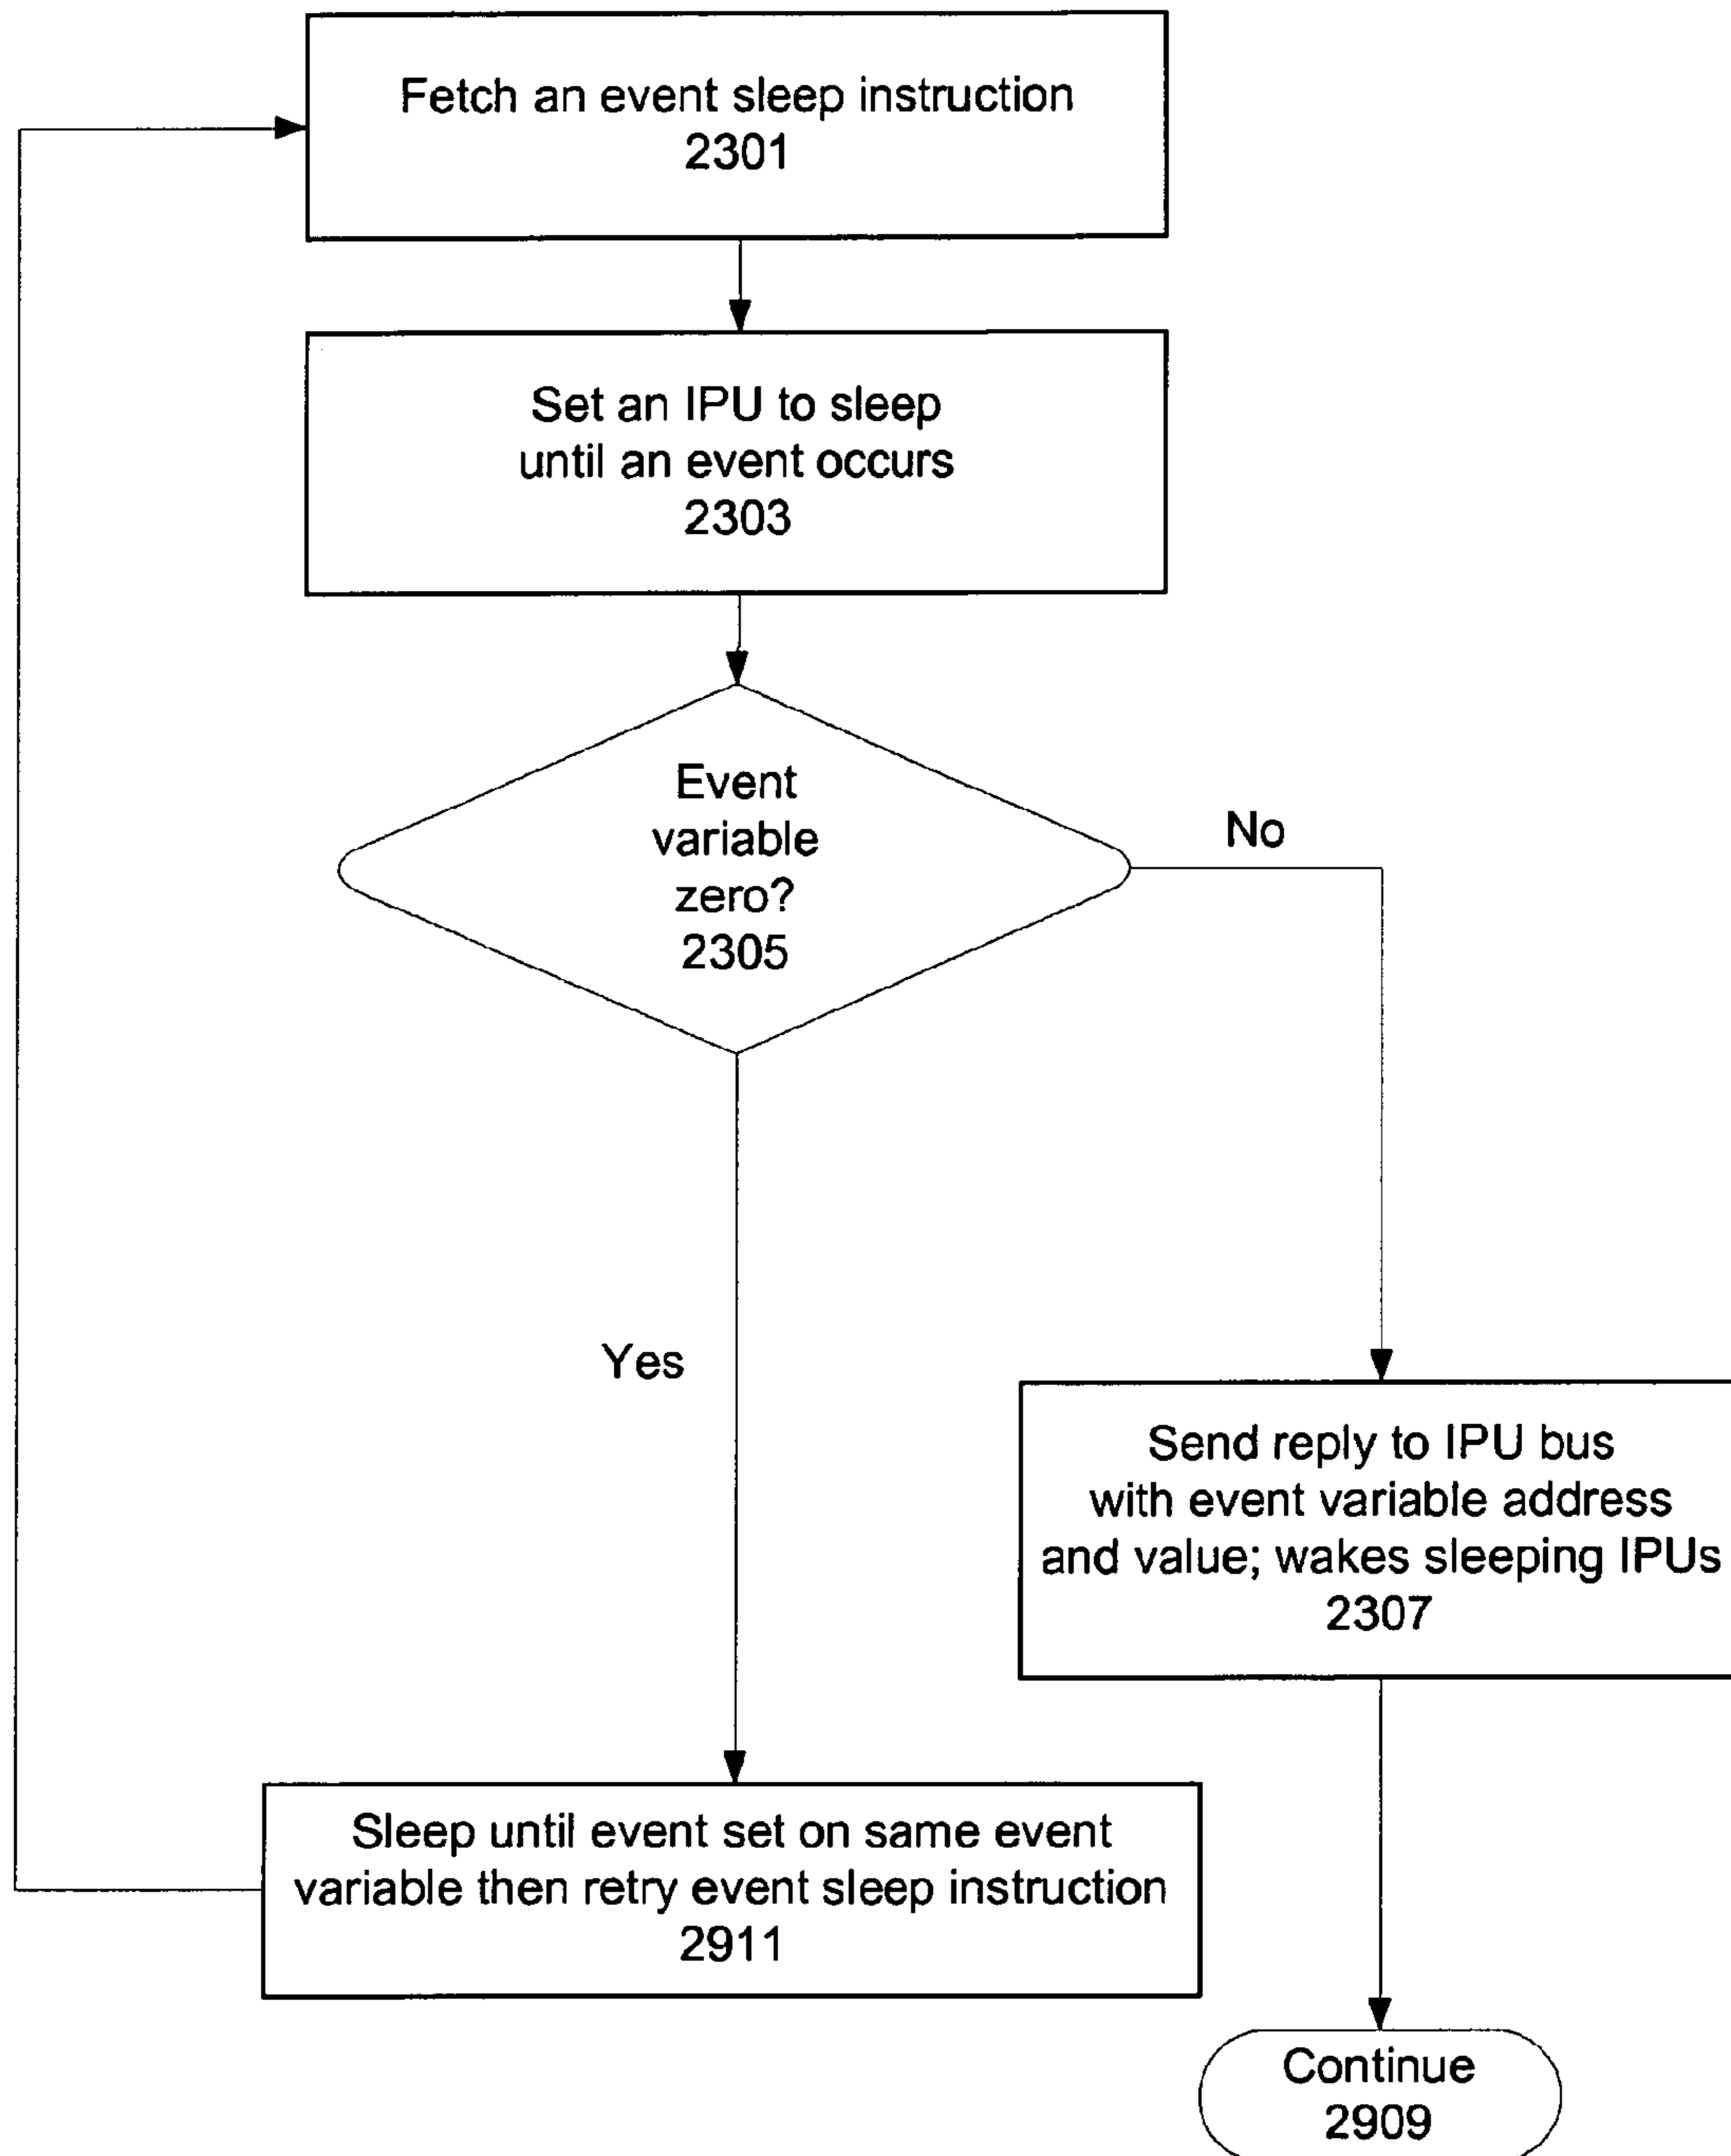 Fetch an event sleep instruction
2301
Set an IPU to sleep
until an event occurs
2303
Event
variable
zero?
2305
No
Yes
Send reply to IPU bus
with event variable address
and value; wakes sleeping IPUs
2307
Sleep until event set on same event
variable then retry event sleep instruction
2911
Continue
2909